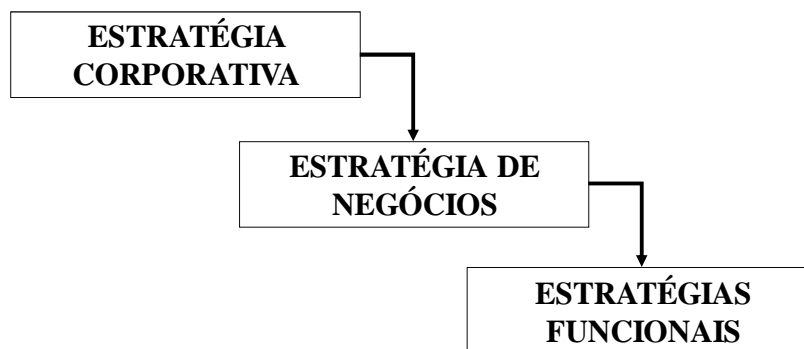 ESTRATÉGIA
CORPORATIVA
ESTRATÉGIA DE
NEGÓCIOS
ESTRATÉGIAS
FUNCIONAIS